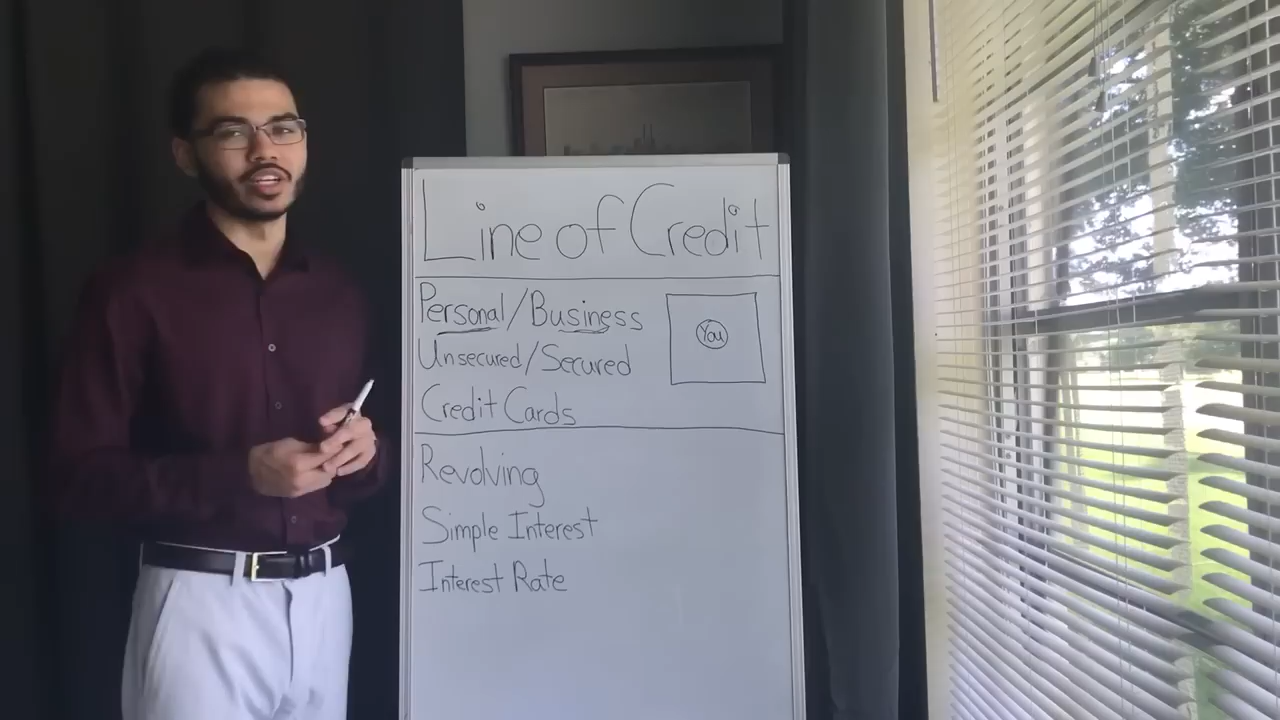 Line of Credit
Personal/Business
You
Unsecured/Secured
Credit Cards
Revolving
Simple Interest
Interest Rate